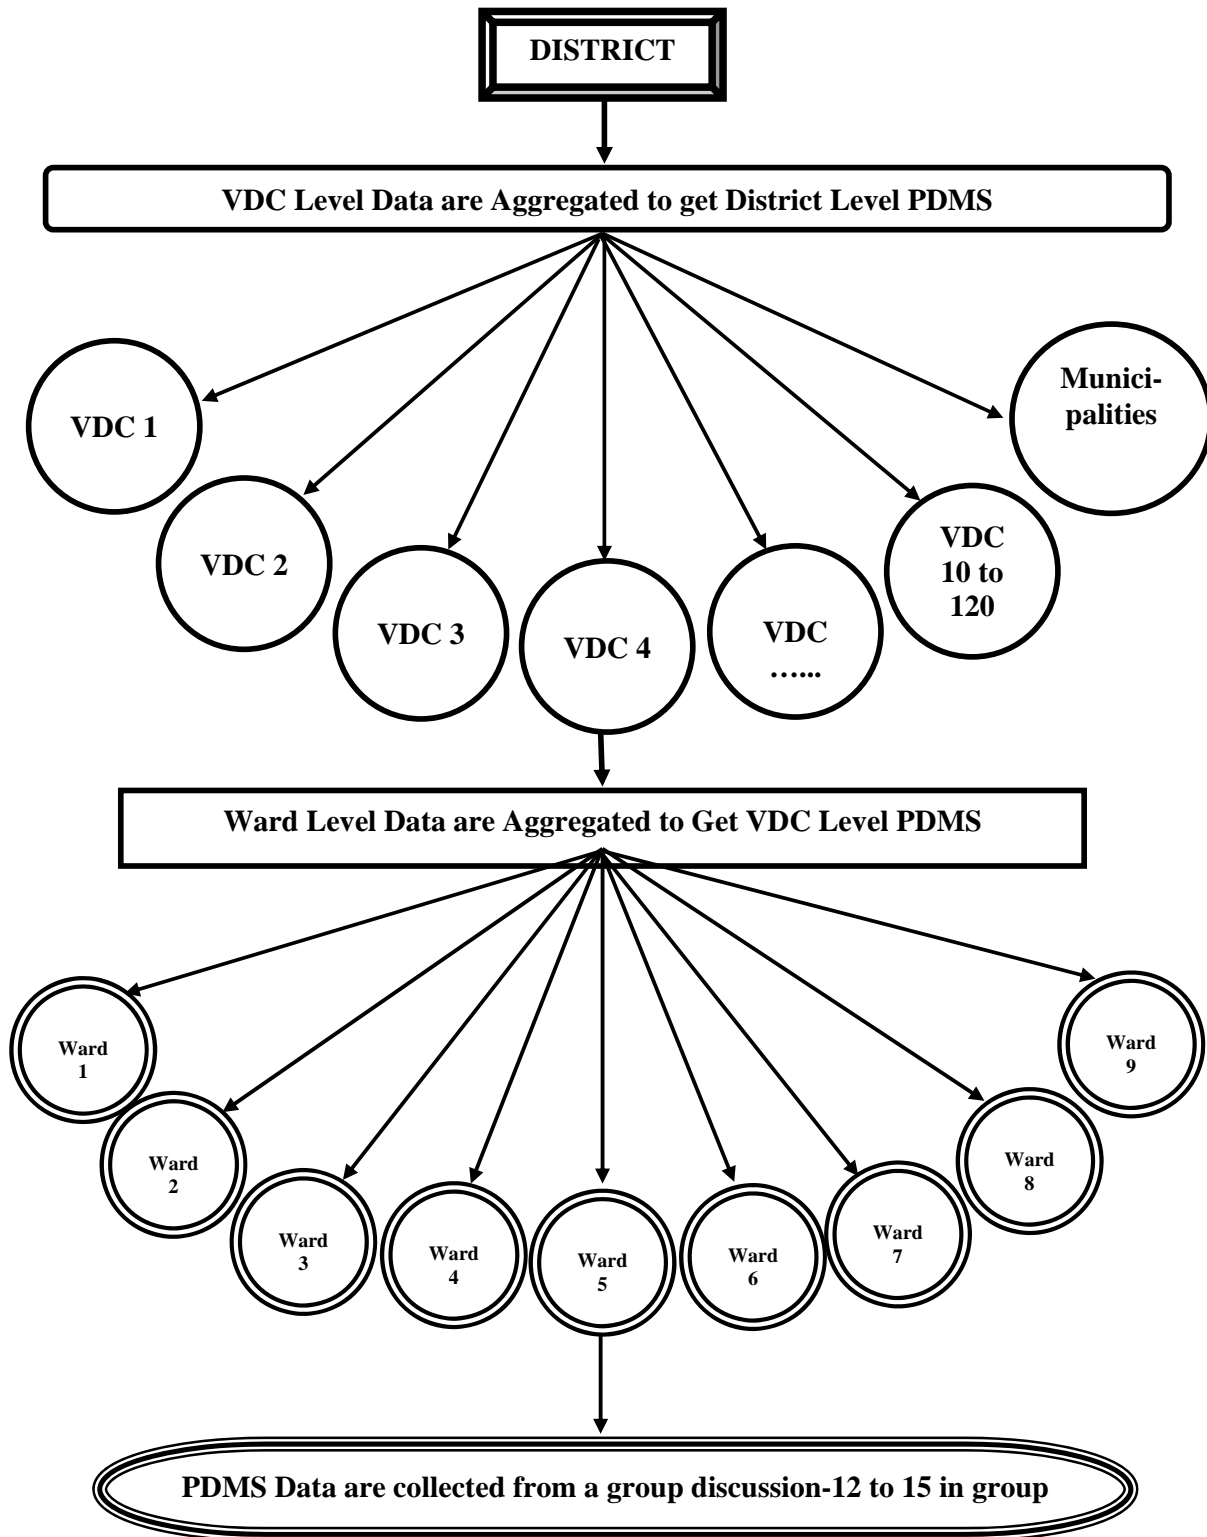 DISTRICT
VDC Level Data are Aggregated to get District Level PDMS
VDC 1
VDC 2
VDC 3
VDC 4
VDC
…...
VDC
10 to
120
Munici-
palities
Ward Level Data are Aggregated to Get VDC Level PDMS
Ward
1
Ward
2
Ward
3
Ward
4
Ward
5
Ward
6
Ward
7
Ward
8
Ward
9
PDMS Data are collected from a group discussion-12 to 15 in group